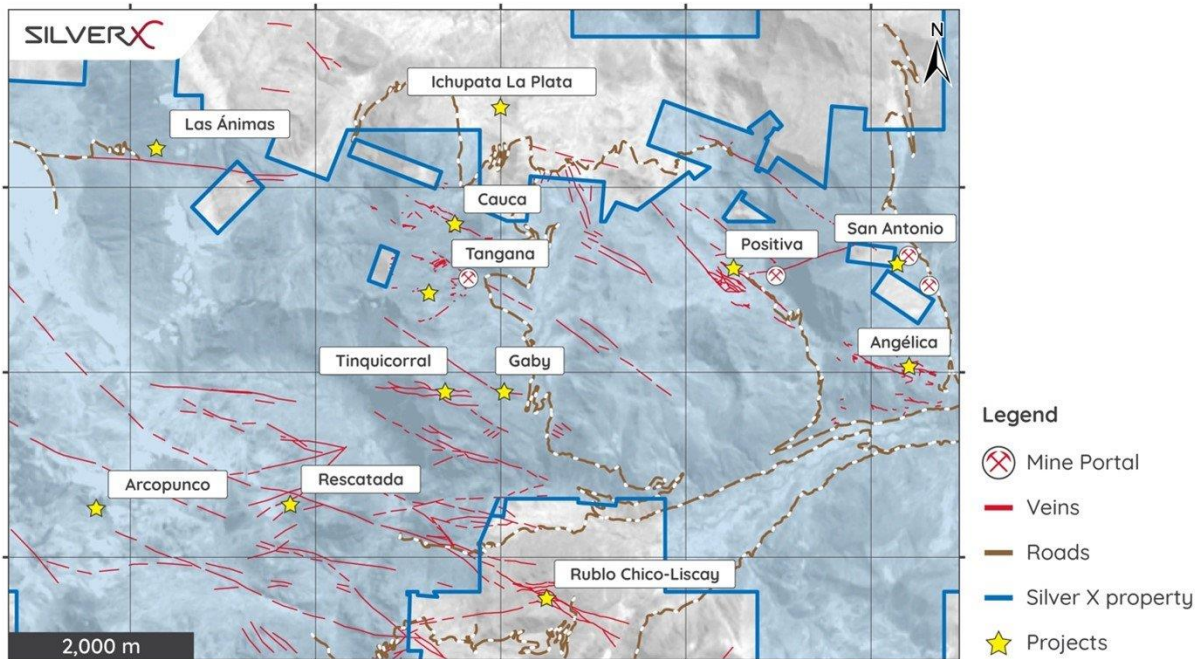 SILVERX
N
Ichupata La Plata
Las Ánimas
Cauca
San Antonio
Positiva
Tangana
Angélica
Tinquicorral
Gaby
Arcopunco
Rescatada
Rublo Chico-Liscay
2,000 m
Legend
Mine Portal
Veins
Roads
Silver X property
Projects